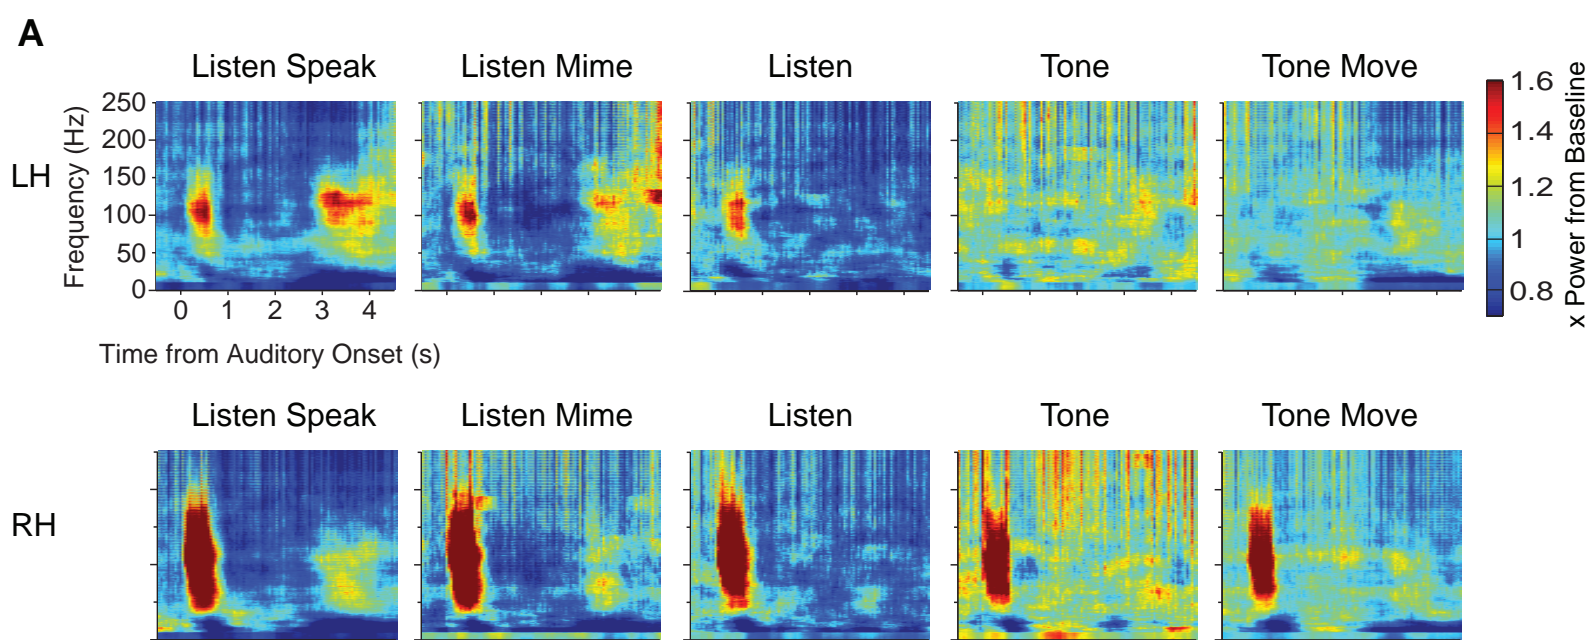 A
Listen Speak Listen Mime Listen Tone Tone Move
LH
Frequency (Hz)
250
200
150
100
50
0
0 1 2 3 4
Time from Auditory Onset (s)
1.6
1.4
1.2
1
0.8
x Power from Baseline
Listen Speak Listen Mime Listen Tone Tone Move
RH